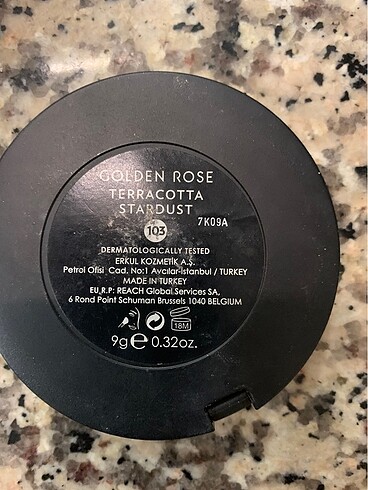 GOLDEN ROSE
TERRACOTTA
STARDUST
7K09A
103
DERMATOLOGICALLY TESTED
ERKUL KOZMETİK A.Ş.
Petrol Ofisi Cad. No:1 Avcılar-İstanbul / TURKEY
MADE IN TURKEY
EU,R.P: REACH Global Services SA,
6 Rond Point Schuman Brussels 1040 BELGIUM
18M
9g e 0.32oz.